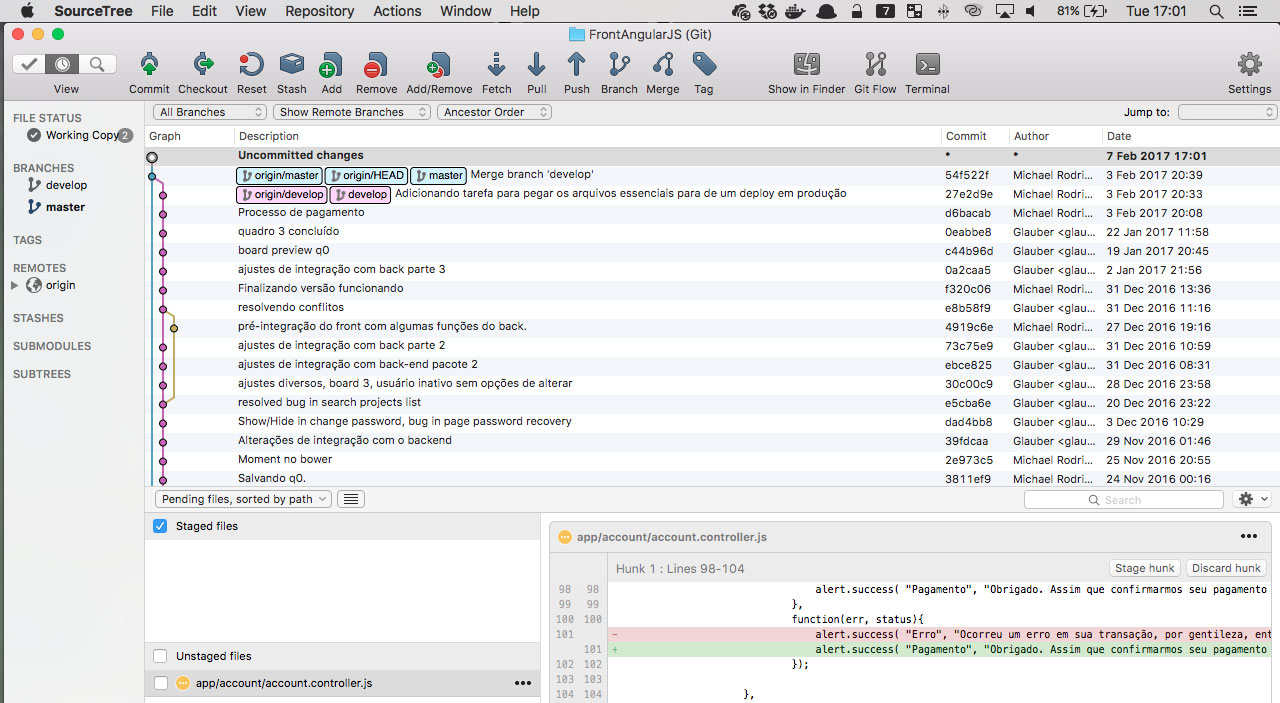 SourceTree File Edit View Repository Actions Window Help 7 81% Tue 17:01
FrontAngularJS (Git)
View Commit Checkout Reset Stash Add Remove Add/Remove Fetch Pull Push Branch Merge Tag Show in Finder Git Flow Terminal Settings
FILE STATUS
Working Copy 2
BRANCHES
develop
master
TAGS
REMOTES
origin
STASHES
SUBMODULES
SUBTREES
All Branches Show Remote Branches Ancestor Order Jump to:
Graph Description Commit Author Date
Uncommitted changes * * 7 Feb 2017 17:01
origin/master origin/HEAD master Merge branch 'develop' 54f522f Michael Rodri... 3 Feb 2017 20:39
origin/develop develop Adicionando tarefa para pegar os arquivos essenciais para de um deploy em produção 27e2d9e Michael Rodri... 3 Feb 2017 20:33
Processo de pagamento d6bacab Michael Rodri... 3 Feb 2017 20:08
quadro 3 concluído 0eabbe8 Glauber <glau... 22 Jan 2017 11:58
board preview q0 c44b96d Glauber <glau... 19 Jan 2017 20:45
ajustes de integração com back parte 3 0a2caa5 Glauber <glau... 2 Jan 2017 21:56
Finalizando versão funcionando f320c06 Michael Rodri... 31 Dec 2016 13:36
resolvendo conflitos e8b58f9 Glauber <glau... 31 Dec 2016 11:16
pré-integração do front com algumas funções do back. 4919c6e Michael Rodri... 27 Dec 2016 19:16
ajustes de integração com back parte 2 73c75e9 Glauber <glau... 31 Dec 2016 10:59
ajustes de integração com back-end pacote 2 ebce825 Glauber <glau... 31 Dec 2016 08:31
ajustes diversos, board 3, usuário inativo sem opções de alterar 30c00c9 Glauber <glau... 28 Dec 2016 23:58
resolved bug in search projects list e5cba6e Glauber <glau... 20 Dec 2016 23:22
Show/Hide in change password, bug in page password recovery dad4bb8 Glauber <glau... 3 Dec 2016 10:29
Alterações de integração com o backend 39fdcaa Glauber <glau... 29 Nov 2016 01:46
Moment no bower 2e973c5 Michael Rodri... 25 Nov 2016 20:55
Salvando q0. 3811ef9 Michael Rodri... 24 Nov 2016 00:16
Pending files, sorted by path Search
Staged files
Unstaged files
app/account/account.controller.js
app/account/account.controller.js
Hunk 1 : Lines 98-104 Stage hunk Discard hunk
98 98 alert.success( "Pagamento", "Obrigado. Assim que confirmarmos seu pagamento
99 99 },
100 100 function(err, status){
101 - alert.success( "Erro", "Ocorreu um erro em sua transação, por gentileza, ent
101 + alert.success( "Pagamento", "Obrigado. Assim que confirmarmos seu pagamento
102 102 });
103 103
104 104 },